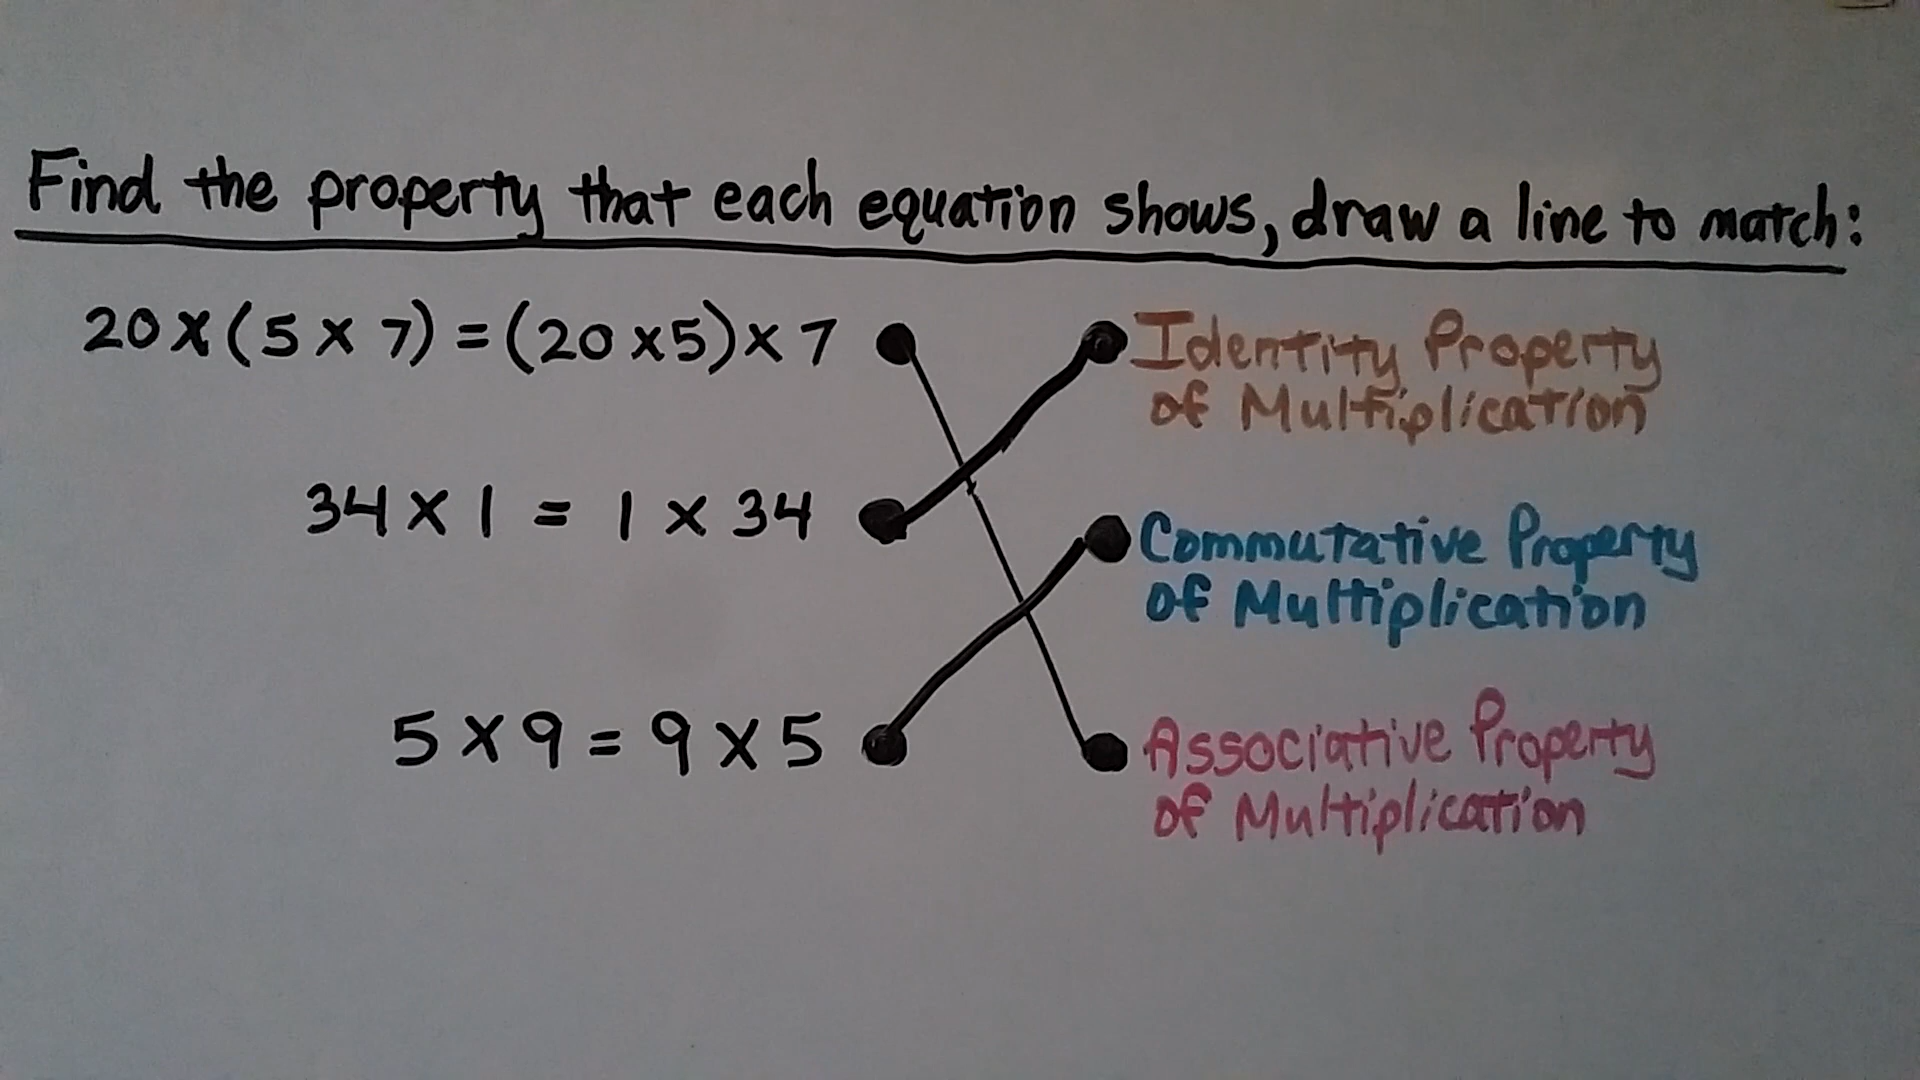 Find the property that each equation shows, draw a line to match:
20 x (5 x 7) = (20 x 5) x 7
Identity Property
of Multiplication
34 x 1 = 1 x 34
Commutative Property
of Multiplication
5 x 9 = 9 x 5
Associative Property
of Multiplication